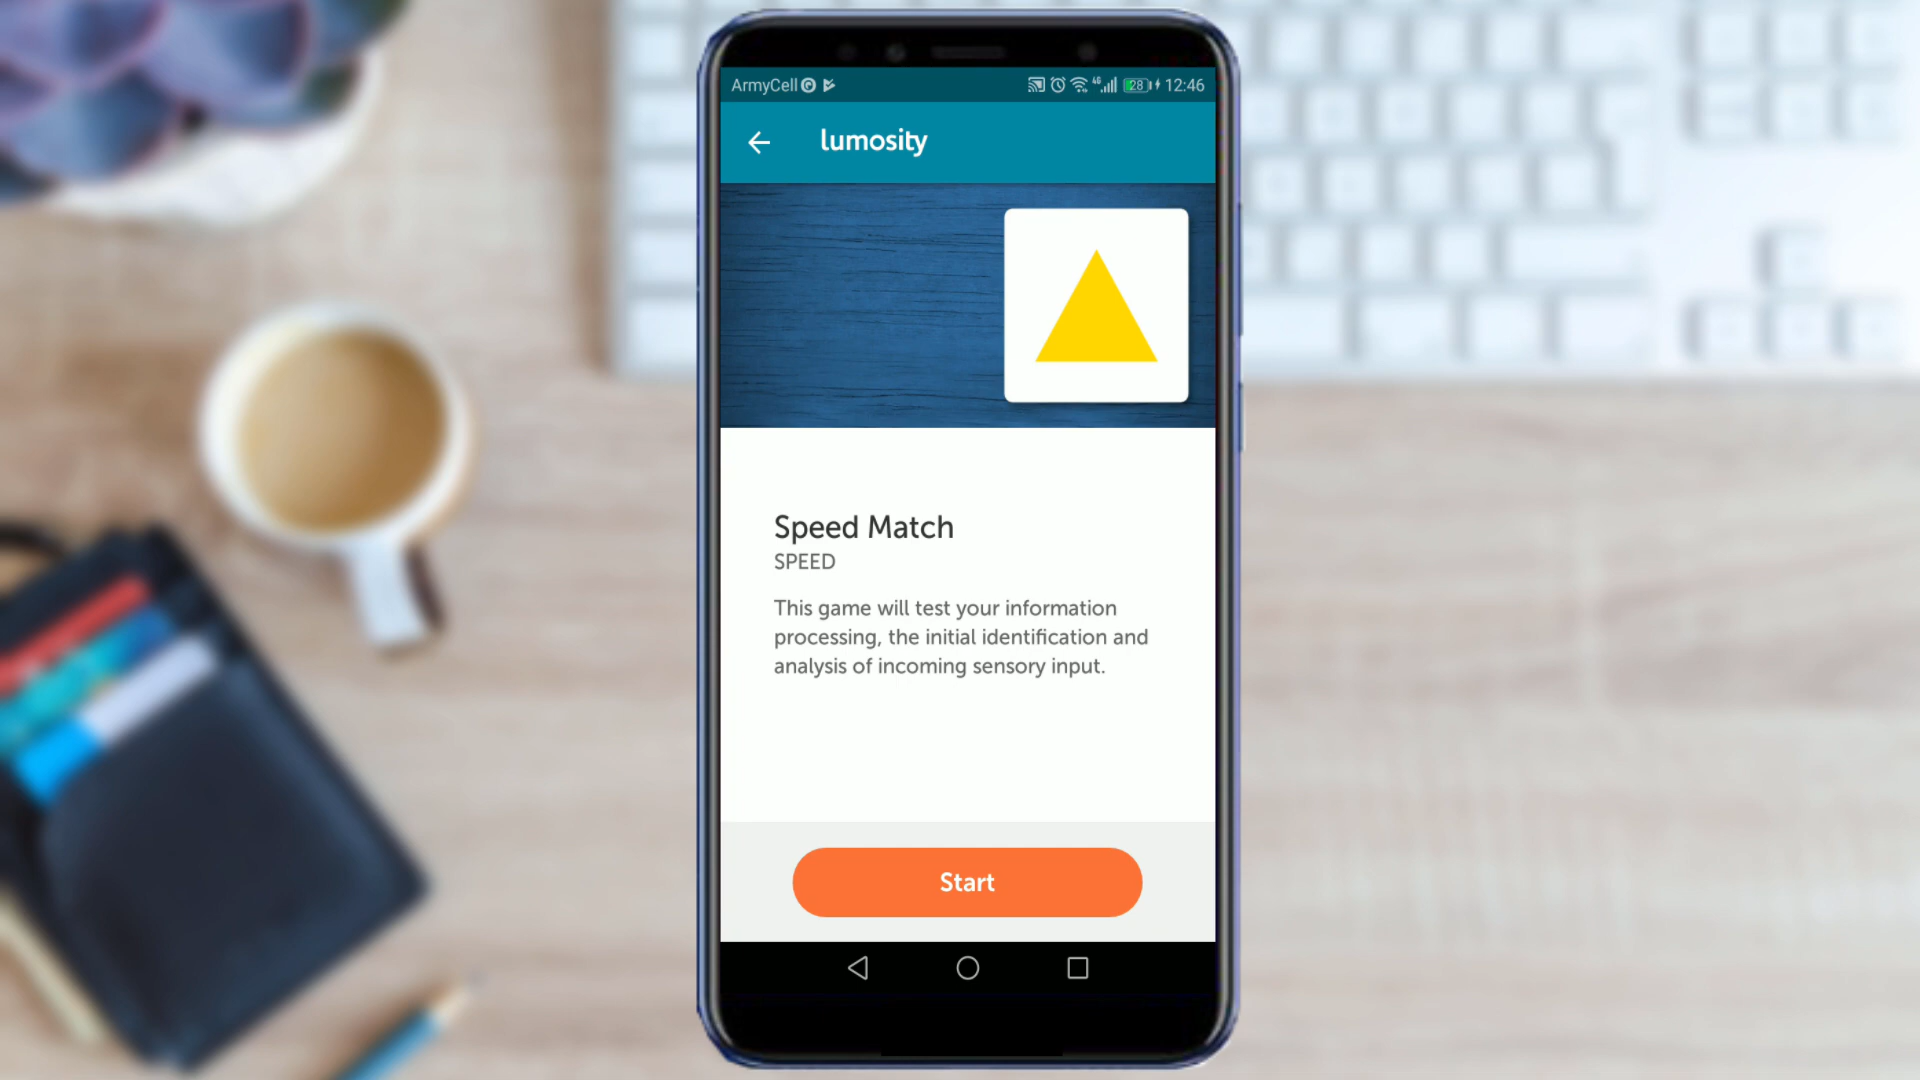 ArmyCell 4G 28 12:46
lumosity
Speed Match
SPEED
This game will test your information
processing, the initial identification and
analysis of incoming sensory input.
Start